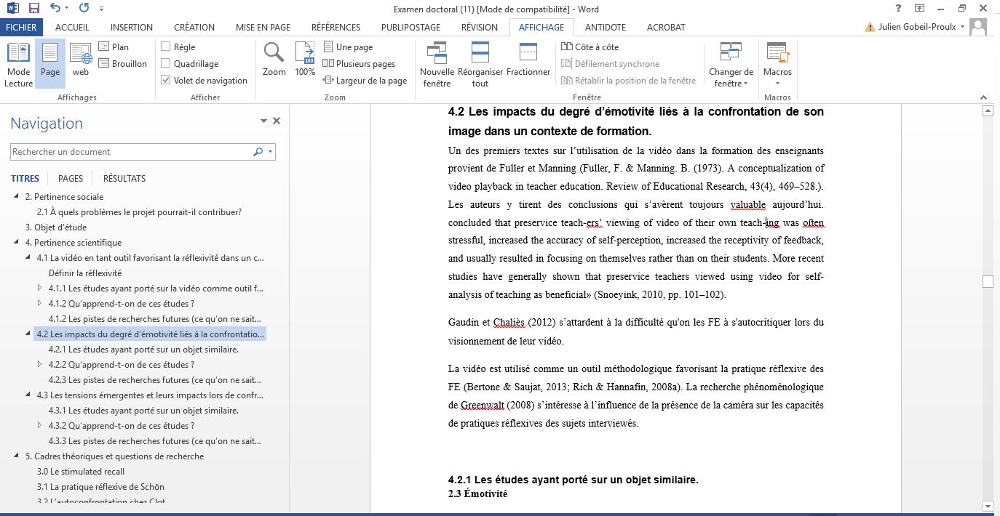 Examen doctoral (11) [Mode de compatibilité] - Word
FICHIER ACCUEIL INSERTION CRÉATION MISE EN PAGE RÉFÉRENCES PUBLIPOSTAGE RÉVISION AFFICHAGE ANTIDOTE ACROBAT Julien Gobeil-Proulx
Mode Lecture
Page
web
Plan
Brouillon
Affichages
Règle
Quadrillage
Volet de navigation
Afficher
Zoom
100
100%
Une page
Plusieurs pages
Largeur de la page
Zoom
Nouvelle fenêtre
Réorganiser tout
Fractionner
Côte à côte
Défilement synchrone
Rétablir la position de la fenêtre
Fenêtre
Changer de fenêtre
Macros
Macros
Navigation
Rechercher un document
TITRES PAGES RÉSULTATS
2. Pertinence sociale
2.1 À quels problèmes le projet pourrait-il contribuer?
3. Objet d'étude
4. Pertinence scientifique
4.1 La vidéo en tant outil favorisant la réflexivité dans un c...
Définir la réflexivité
4.1.1 Les études ayant porté sur la vidéo comme outil f...
4.1.2 Qu'apprend-t-on de ces études ?
4.1.2 Les pistes de recherches futures (ce qu'on ne sait...
4.2 Les impacts du degré d'émotivité liés à la confrontatio...
4.2.1 Les études ayant porté sur un objet similaire.
4.2.2 Qu'apprend-t-on de ces études ?
4.2.3 Les pistes de recherches futures (ce qu'on ne sait...
4.3 Les tensions émergentes et leurs impacts lors de confr...
4.3.1 Les études ayant porté sur un objet similaire.
4.3.2 Qu'apprend-t-on de ces études ?
4.3.3 Les pistes de recherches futures (ce qu'on ne sait...
5. Cadres théoriques et questions de recherche
3.0 Le stimulated recall
3.1 La pratique réflexive de Schön
3.2 L'autoconfrontation chez Clot
4.2 Les impacts du degré d'émotivité liés à la confrontation de son
image dans un contexte de formation.
Un des premiers textes sur l'utilisation de la vidéo dans la formation des enseignants
provient de Fuller et Manning (Fuller, F. & Manning. B. (1973). A conceptualization of
video playback in teacher education. Review of Educational Research, 43(4), 469–528.).
Les auteurs y tirent des conclusions qui s'avèrent toujours valuable aujourd'hui.
concluded that preservice teach-ers' viewing of video of their own teach-ing was often
stressful, increased the accuracy of self-perception, increased the receptivity of feedback,
and usually resulted in focusing on themselves rather than on their students. More recent
studies have generally shown that preservice teachers viewed using video for self-
analysis of teaching as beneficial» (Snoeyink, 2010, pp. 101–102).
Gaudin et Chaliès (2012) s'attardent à la difficulté qu'on les FE à s'autocritiquer lors du
visionnement de leur vidéo.
La vidéo est utilisé comme un outil méthodologique favorisant la pratique réflexive des
FE (Bertone & Saujat, 2013; Rich & Hannafin, 2008a). La recherche phénoménologique
de Greenwalt (2008) s'intéresse à l'influence de la présence de la caméra sur les capacités
de pratiques réflexives des sujets interviewés.
4.2.1 Les études ayant porté sur un objet similaire.
2.3 Émotivité